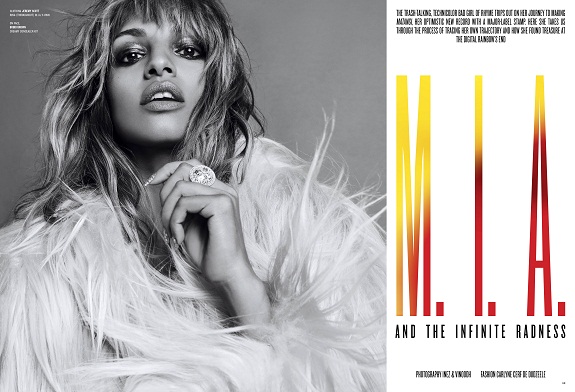 THE TRASH-TALKING, TECHNICOLOR BAD GIRL OF RHYME TRIPS OUT ON HER JOURNEY TO MAKING
MATANGI, HER OPTIMISTIC NEW RECORD WITH A MAJOR-LABEL STAMP. HERE SHE TAKES US
THROUGH THE PROCESS OF TRACING HER OWN TRAJECTORY AND HOW SHE FOUND TREASURE AT
THE DIGITAL RAINBOW'S END
M. I. A.
AND THE INFINITE RADNESS
PHOTOGRAPHY INEZ & VINOODH FASHION CARLYNE CERF DE DUDZEELE